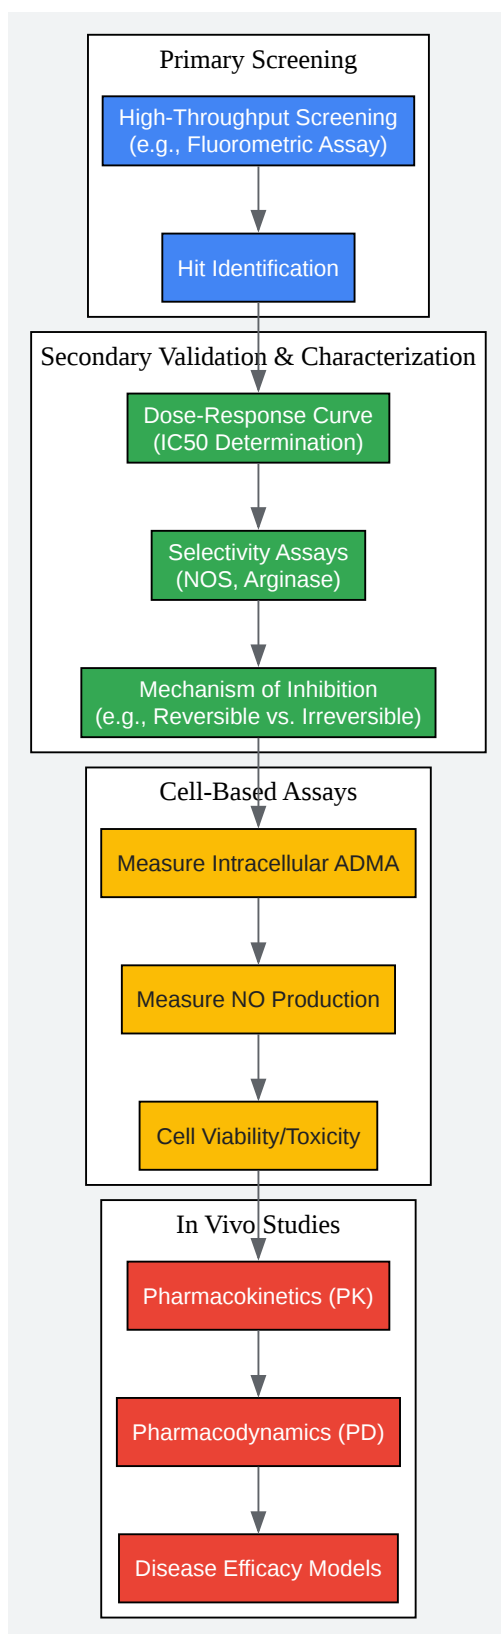 Primary Screening
High-Throughput Screening
(e.g., Fluorometric Assay)
Hit Identification
Secondary Validation & Characterization
Dose-Response Curve
(IC50 Determination)
Selectivity Assays
(NOS, Arginase)
Mechanism of Inhibition
(e.g., Reversible vs. Irreversible)
Cell-Based Assays
Measure Intracellular ADMA
Measure NO Production
Cell Viability/Toxicity
In Vivo Studies
Pharmacokinetics (PK)
Pharmacodynamics (PD)
Disease Efficacy Models